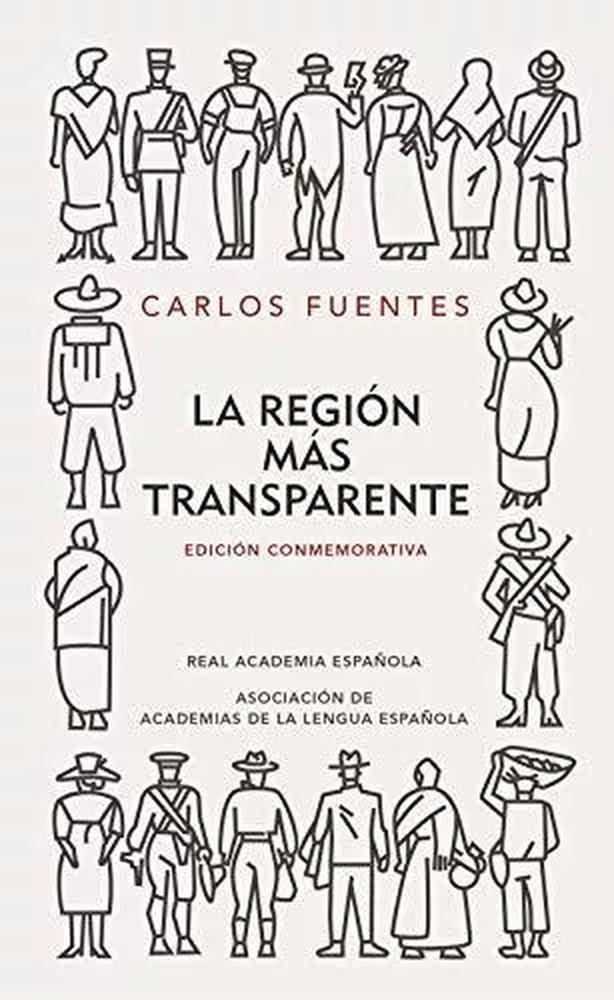 CARLOS FUENTES
LA REGIÓN
MÁS
TRANSPARENTE
EDICIÓN CONMEMORATIVA
REAL ACADEMIA ESPAÑOLA
ASOCIACIÓN DE
ACADEMIAS DE LA LENGUA ESPAÑOLA